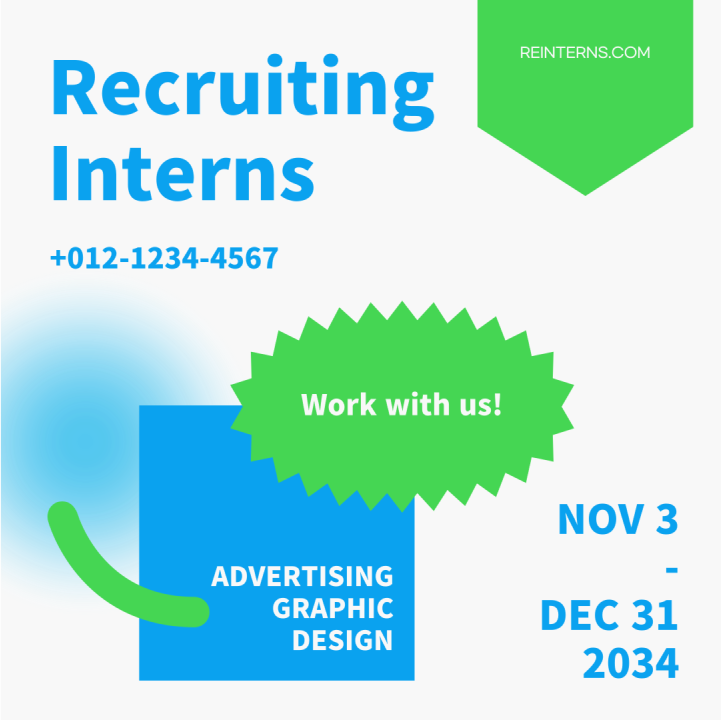 REINTERNS.COM
Recruiting
Interns
+012-1234-4567
Work with us!
ADVERTISING
GRAPHIC
DESIGN
NOV 3
-
DEC 31
2034